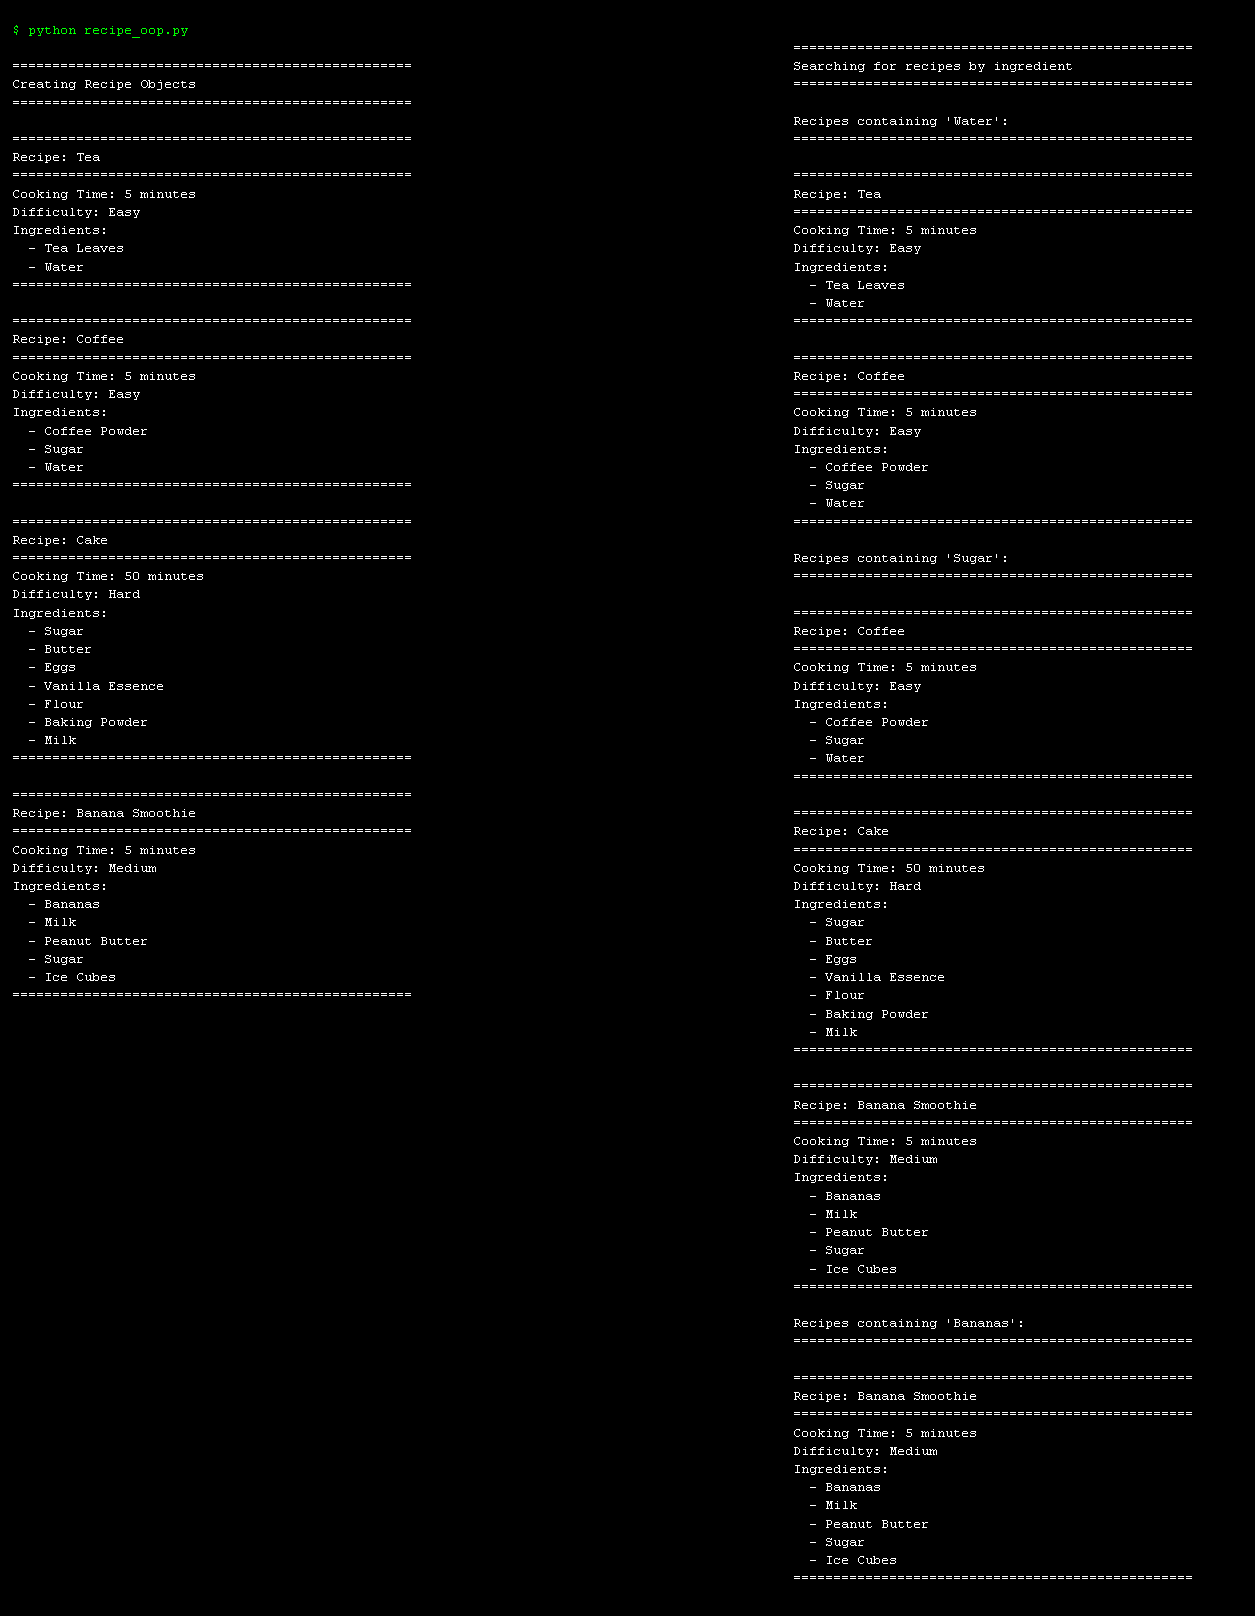 $ python recipe_oop.py
==================================================
Creating Recipe Objects
==================================================
==================================================
Recipe: Tea
==================================================
Cooking Time: 5 minutes
Difficulty: Easy
Ingredients:
  - Tea Leaves
  - Water
==================================================
==================================================
Recipe: Coffee
==================================================
Cooking Time: 5 minutes
Difficulty: Easy
Ingredients:
  - Coffee Powder
  - Sugar
  - Water
==================================================
==================================================
Recipe: Cake
==================================================
Cooking Time: 50 minutes
Difficulty: Hard
Ingredients:
  - Sugar
  - Butter
  - Eggs
  - Vanilla Essence
  - Flour
  - Baking Powder
  - Milk
==================================================
==================================================
Recipe: Banana Smoothie
==================================================
Cooking Time: 5 minutes
Difficulty: Medium
Ingredients:
  - Bananas
  - Milk
  - Peanut Butter
  - Sugar
  - Ice Cubes
==================================================
==================================================
Searching for recipes by ingredient
==================================================
Recipes containing 'Water':
==================================================
==================================================
Recipe: Tea
==================================================
Cooking Time: 5 minutes
Difficulty: Easy
Ingredients:
  - Tea Leaves
  - Water
==================================================
==================================================
Recipe: Coffee
==================================================
Cooking Time: 5 minutes
Difficulty: Easy
Ingredients:
  - Coffee Powder
  - Sugar
  - Water
==================================================
Recipes containing 'Sugar':
==================================================
==================================================
Recipe: Coffee
==================================================
Cooking Time: 5 minutes
Difficulty: Easy
Ingredients:
  - Coffee Powder
  - Sugar
  - Water
==================================================
==================================================
Recipe: Cake
==================================================
Cooking Time: 50 minutes
Difficulty: Hard
Ingredients:
  - Sugar
  - Butter
  - Eggs
  - Vanilla Essence
  - Flour
  - Baking Powder
  - Milk
==================================================
==================================================
Recipe: Banana Smoothie
==================================================
Cooking Time: 5 minutes
Difficulty: Medium
Ingredients:
  - Bananas
  - Milk
  - Peanut Butter
  - Sugar
  - Ice Cubes
==================================================
Recipes containing 'Bananas':
==================================================
==================================================
Recipe: Banana Smoothie
==================================================
Cooking Time: 5 minutes
Difficulty: Medium
Ingredients:
  - Bananas
  - Milk
  - Peanut Butter
  - Sugar
  - Ice Cubes
==================================================